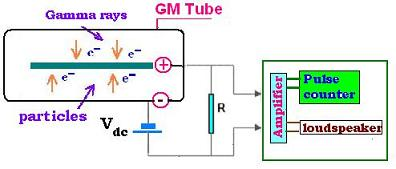 GM Tube
Gamma rays
e⁻ e⁻
+
e⁻ e⁻
particles
-
V dc
R
Amplifier
Pulse
counter
loudspeaker